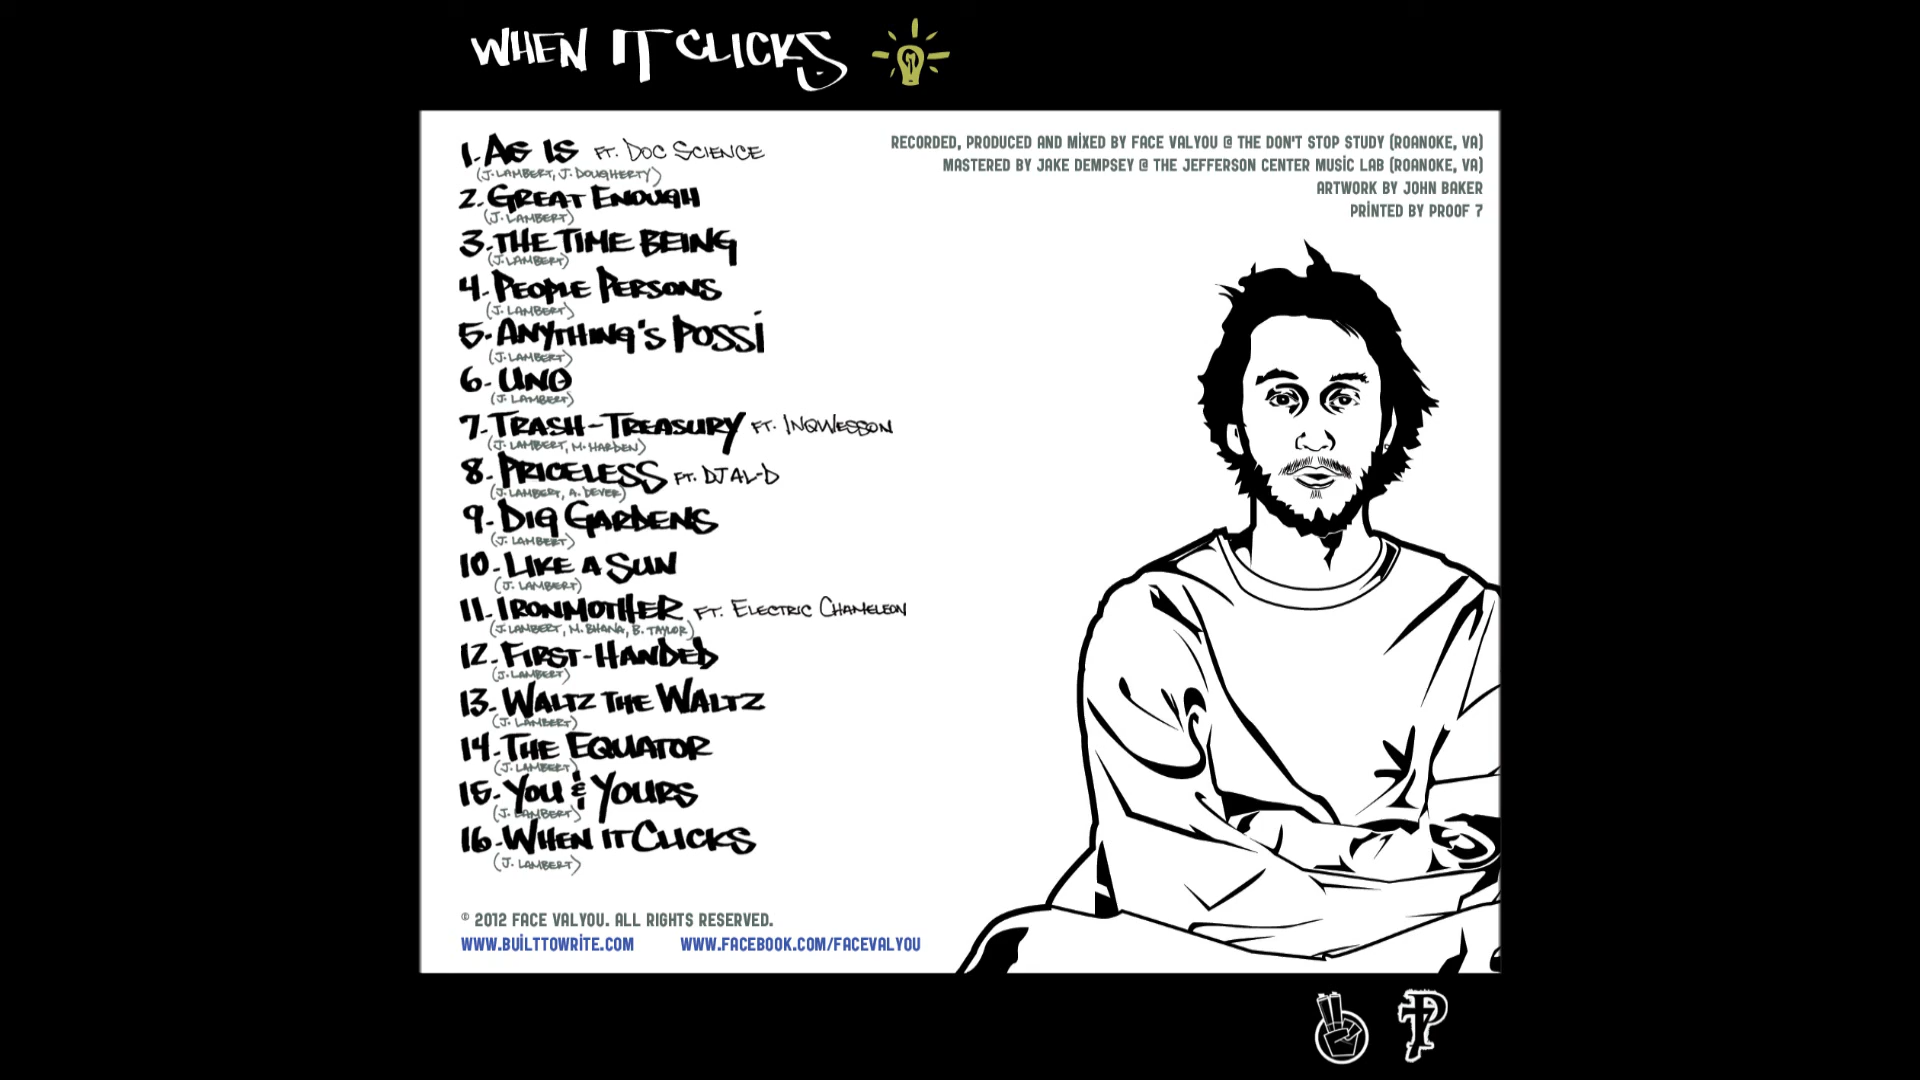 WHEN IT CLICKS
1. AS IS FT. DOC SCIENCE
(J. LAMBERT, J. DOUGHERTY)
2. GREAT ENOUGH
(J. LAMBERT)
3. THE TIME BEING
(J. LAMBERT)
4. PEOPLE PERSONS
(J. LAMBERT)
5. ANYTHING'S POSSI
(J. LAMBERT)
6. UNO
(J. LAMBERT)
7. TRASH-TREASURY FT. INQWESSON
(J. LAMBERT, M. HARDEN)
8. PRICELESS FT. DJ AL-D
(J. LAMBERT, A. DEVER)
9. DIG GARDENS
(J. LAMBERT)
10. LIKE A SUN
(J. LAMBERT)
11. IRONMOTHER FT. ELECTRIC CHAMELEON
(J. LAMBERT, M. BHANA, B. TAYLOR)
12. FIRST-HANDED
(J. LAMBERT)
13. WALTZ THE WALTZ
(J. LAMBERT)
14. THE EQUATOR
(J. LAMBERT)
15. YOU & YOURS
(J. LAMBERT)
16. WHEN IT CLICKS
(J. LAMBERT)
RECORDED, PRODUCED AND MIXED BY FACE VALYOU @ THE DON'T STOP STUDY (ROANOKE, VA)
MASTERED BY JAKE DEMPSEY @ THE JEFFERSON CENTER MUSIC LAB (ROANOKE, VA)
ARTWORK BY JOHN BAKER
PRINTED BY PROOF 7
© 2012 FACE VALYOU. ALL RIGHTS RESERVED.
WWW.BUILTTOWRITE.COM WWW.FACEBOOK.COM/FACEVALYOU